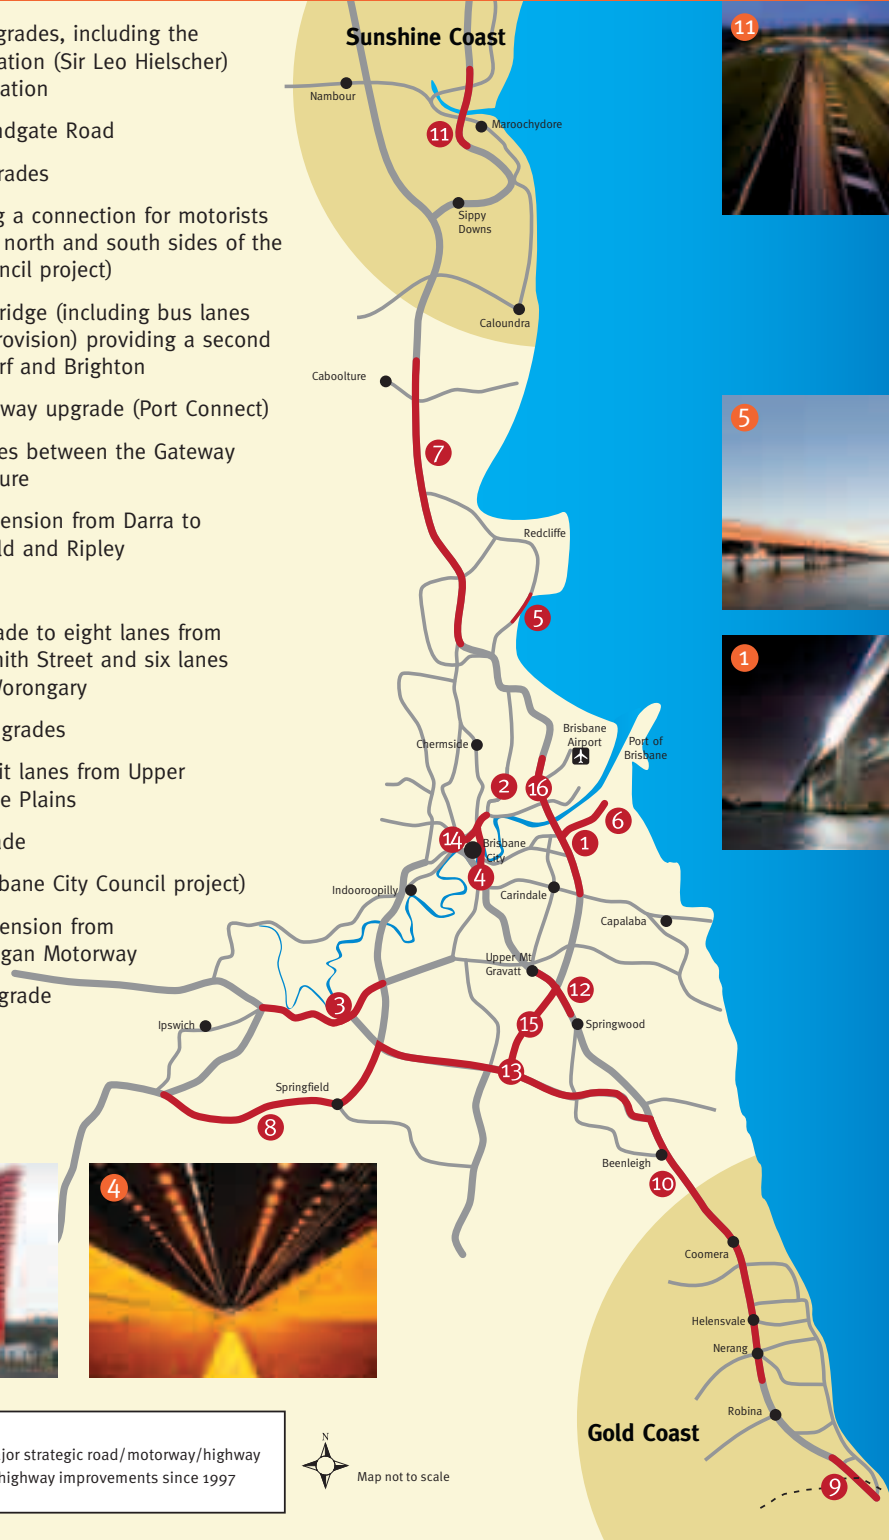 grades, including the
ation (Sir Leo Hielscher)
ation
ndgate Road
rades
g a connection for motorists
north and south sides of the
ncil project)
ridge (including bus lanes
rovision) providing a second
rf and Brighton
way upgrade (Port Connect)
es between the Gateway
ure
ension from Darra to
ld and Ripley
ade to eight lanes from
nith Street and six lanes
Worongary
grades
it lanes from Upper
e Plains
de
bane City Council project)
ension from
gan Motorway
grade
Sunshine Coast
Nambour
Maroochydore
11
Sippy
Downs
Caloundra
Caboolture
7
Redcliffe
5
Chermside
Brisbane
Airport
Port of
Brisbane
2
16
6
14
1
Brisbane
City
4
Indooroopilly
Carindale
Capalaba
Upper Mt
Gravatt
12
3
15
Springwood
Ipswich
13
Springfield
8
Beenleigh
10
Coomera
Helensvale
Nerang
Robina
Gold Coast
9
11
5
1
4
jor strategic road/motorway/highway
highway improvements since 1997
N
Map not to scale